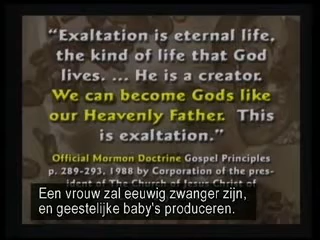 “Exaltation is eternal life,
the kind of life that God
lives. ... He is a creator.
We can become Gods like
our Heavenly Father. This
is exaltation.”
Official Mormon Doctrine Gospel Principles
p. 289-293, 1988 by Corporation of the pres-
ident of The Church of Jesus Christ of
Een vrouw zal eeuwig zwanger zijn,
en geestelijke baby's produceren.